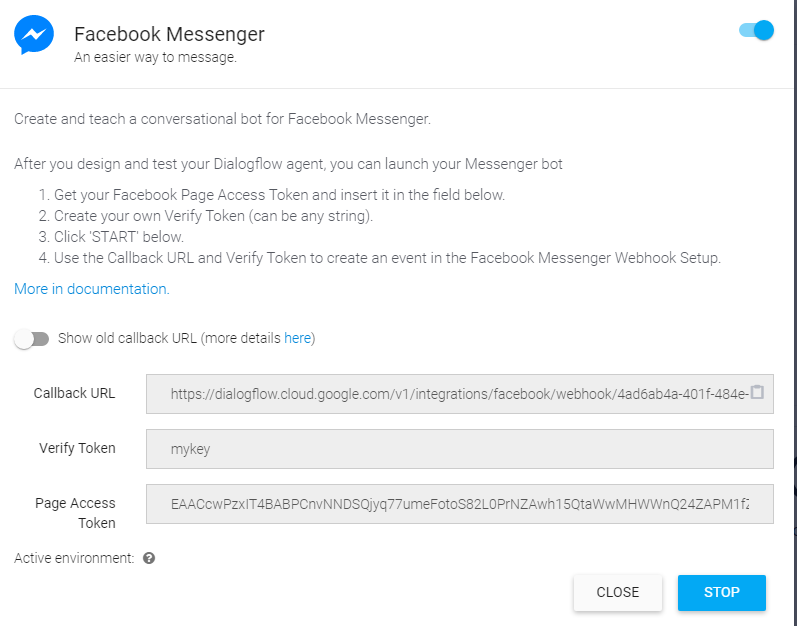 Facebook Messenger
An easier way to message.
Create and teach a conversational bot for Facebook Messenger.
After you design and test your Dialogflow agent, you can launch your Messenger bot
1. Get your Facebook Page Access Token and insert it in the field below.
2. Create your own Verify Token (can be any string).
3. Click 'START' below.
4. Use the Callback URL and Verify Token to create an event in the Facebook Messenger Webhook Setup.
More in documentation.
Show old callback URL (more details here)
Callback URL https://dialogflow.cloud.google.com/v1/integrations/facebook/webhook/4ad6ab4a-401f-484e-
Verify Token mykey
Page Access Token EAACcwPzxIT4BABPCnvNNDSQjyq77umeFotoS82L0PrNZAwh15QtaWwMHWWnQ24ZAPM1fZ
Active environment: ?
CLOSE STOP